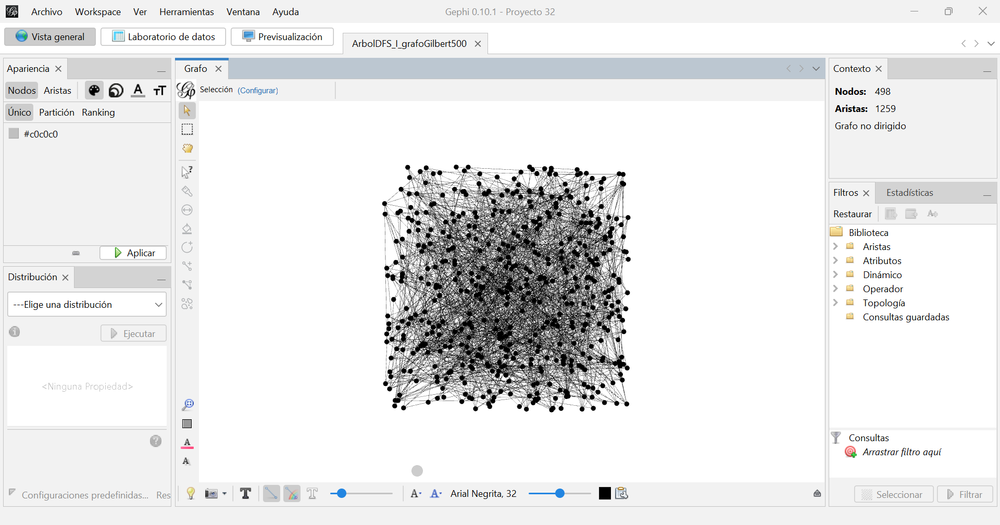 Archivo Workspace Ver Herramientas Ventana Ayuda
Gephi 0.10.1 - Proyecto 32
Vista general
Laboratorio de datos
Previsualización
ArbolDFS_I_grafoGilbert500
Apariencia
Nodos Aristas
A
TT
Único Partición Ranking
#c0c0c0
Aplicar
Distribución
---Elige una distribución
Ejecutar
<Ninguna Propiedad>
Configuraciones predefinidas... Res
Grafo
Selección (Configurar)
A
A
T
T
A- A- Arial Negrita, 32
Contexto
Nodos: 498
Aristas: 1259
Grafo no dirigido
Filtros Estadísticas
Restaurar
Biblioteca
Aristas
Atributos
Dinámico
Operador
Topología
Consultas guardadas
Consultas
Arrastrar filtro aquí
Seleccionar Filtrar